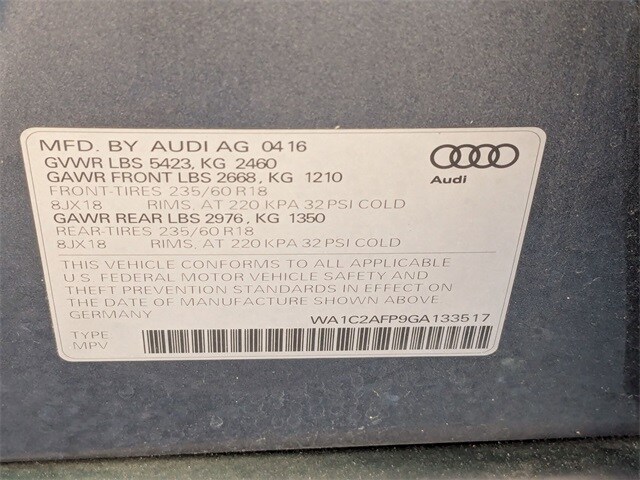 MFD. BY AUDI AG 04 16
GVWR LBS 5423, KG 2460
GAWR FRONT LBS 2668, KG 1210
FRONT-TIRES 235/60 R18
8JX18 RIMS, AT 220 KPA 32 PSI COLD
GAWR REAR LBS 2976, KG 1350
REAR-TIRES 235/60 R18
8JX18 RIMS, AT 220 KPA 32 PSI COLD
Audi
THIS VEHICLE CONFORMS TO ALL APPLICABLE
U.S. FEDERAL MOTOR VEHICLE SAFETY AND
THEFT PREVENTION STANDARDS IN EFFECT ON
THE DATE OF MANUFACTURE SHOWN ABOVE
GERMANY
WA1C2AFP9GA133517
TYPE
MPV